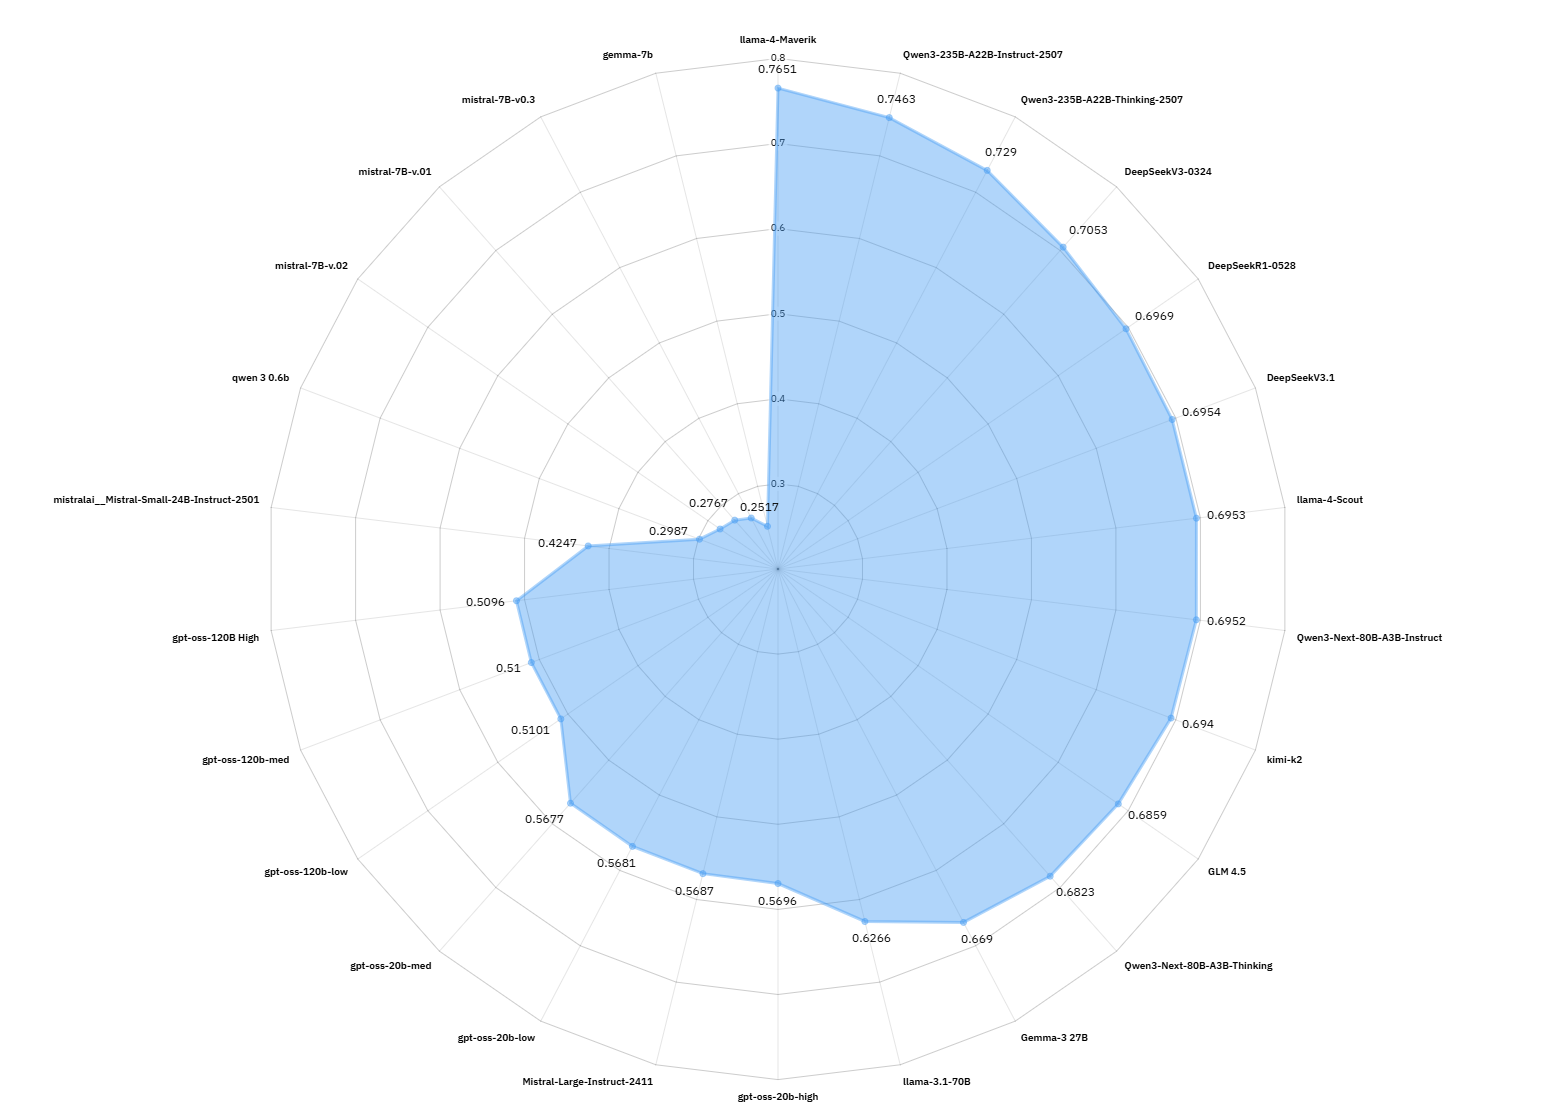 llama-4-Maverik
0.8
0.7651
gemma-7b
Qwen3-235B-A22B-Instruct-2507
mistral-7B-v0.3
0.7463
Qwen3-235B-A22B-Thinking-2507
0.7
0.729
mistral-7B-v.01
DeepSeekV3-0324
0.6
0.7053
mistral-7B-v.02
DeepSeekR1-0528
0.5
0.6969
qwen 3 0.6b
DeepSeekV3.1
0.4
0.6954
0.3
mistralai__Mistral-Small-24B-Instruct-2501
0.2767
0.2517
llama-4-Scout
0.6953
0.2987
0.4247
0.5096
0.6952
gpt-oss-120B High
Qwen3-Next-80B-A3B-Instruct
0.51
0.694
0.5101
gpt-oss-120b-med
kimi-k2
0.5677
0.6859
0.5681
gpt-oss-120b-low
GLM 4.5
0.5687
0.5696
0.6823
0.6266
0.669
gpt-oss-20b-med
Qwen3-Next-80B-A3B-Thinking
gpt-oss-20b-low
Gemma-3 27B
Mistral-Large-Instruct-2411
llama-3.1-70B
gpt-oss-20b-high